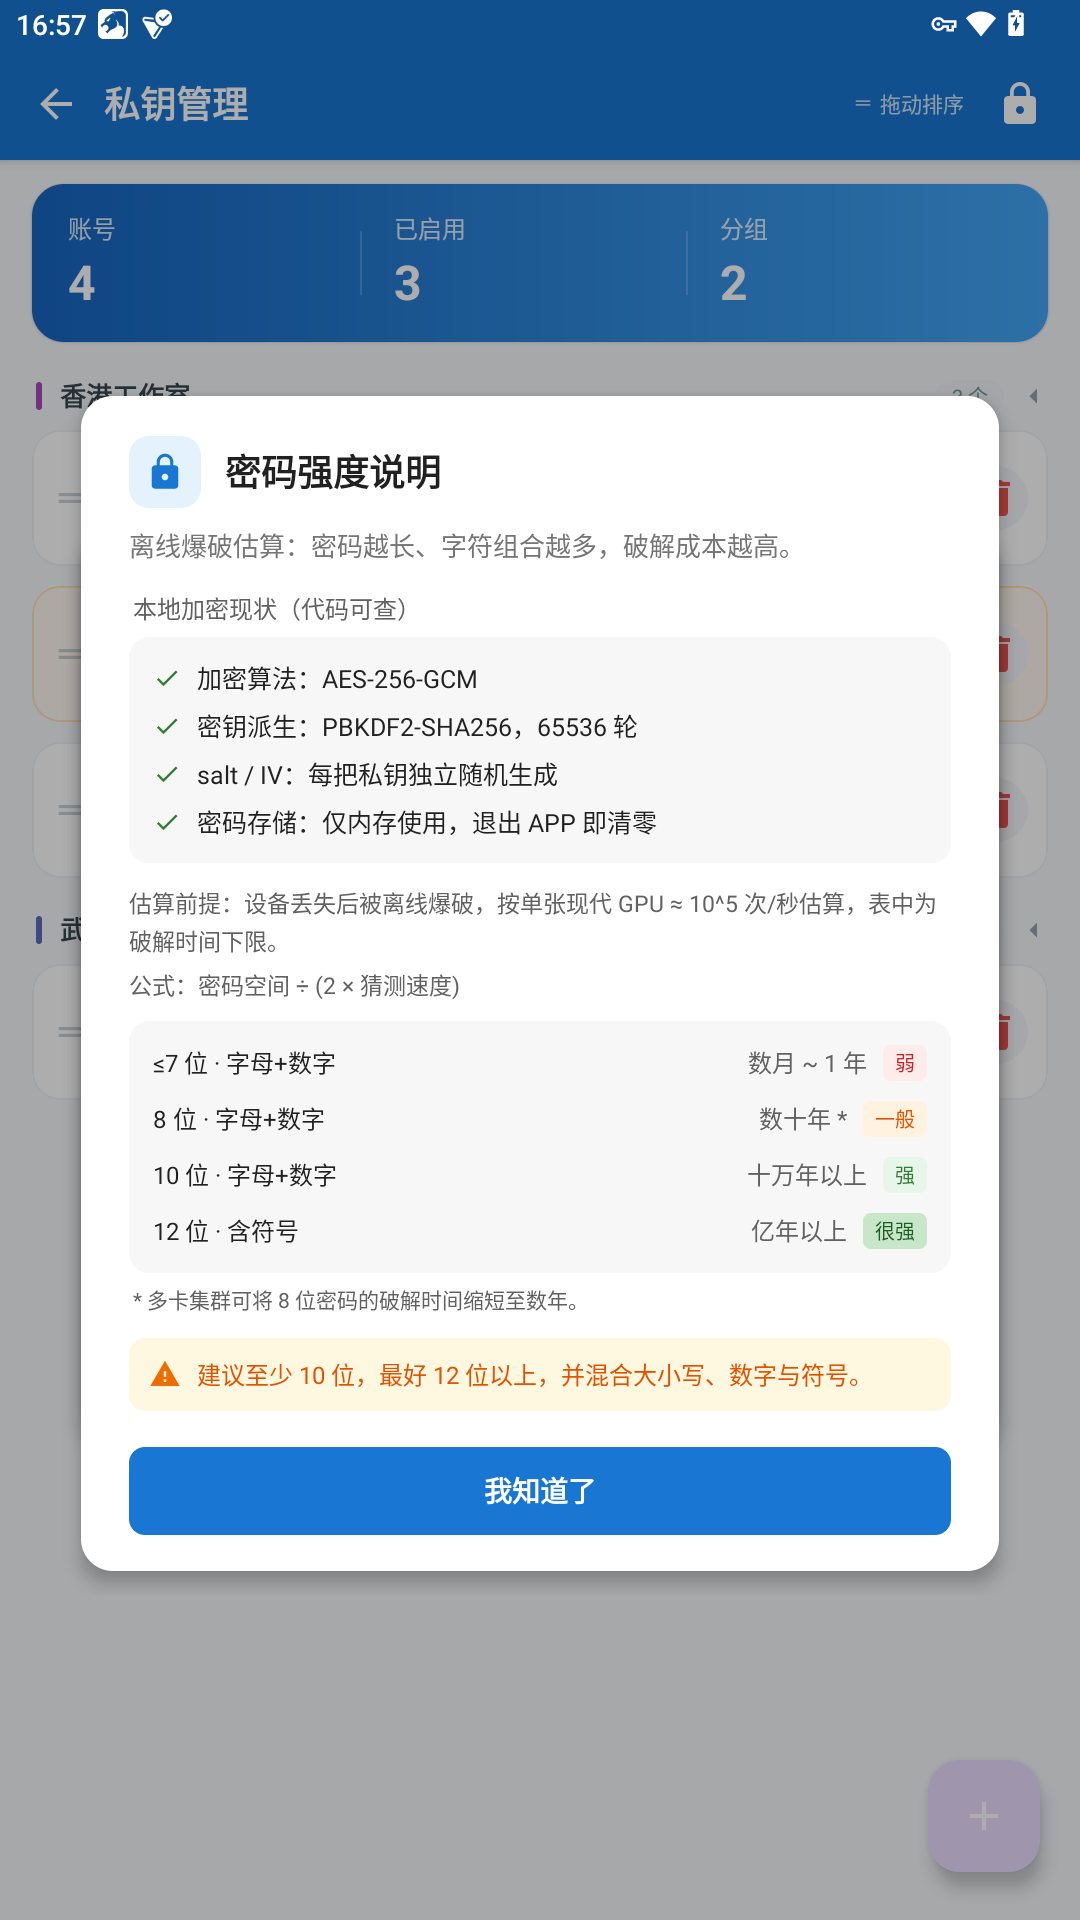 16:57
私钥管理
拖动排序
账号
已启用
分组
4
3
2
香港工作室
2 个
密码强度说明
离线爆破估算：密码越长、字符组合越多，破解成本越高。
本地加密现状（代码可查）
加密算法：AES-256-GCM
密钥派生：PBKDF2-SHA256，65536 轮
salt / IV：每把私钥独立随机生成
密码存储：仅内存使用，退出 APP 即清零
武
估算前提：设备丢失后被离线爆破，按单张现代 GPU ≈ 10^5 次/秒估算，表中为
破解时间下限。
公式：密码空间 ÷ (2 × 猜测速度)
≤7 位 · 字母+数字 数月 ~ 1 年 弱
8 位 · 字母+数字 数十年 * 一般
10 位 · 字母+数字 十万年以上 强
12 位 · 含符号 亿年以上 很强
* 多卡集群可将 8 位密码的破解时间缩短至数年。
建议至少 10 位，最好 12 位以上，并混合大小写、数字与符号。
我知道了